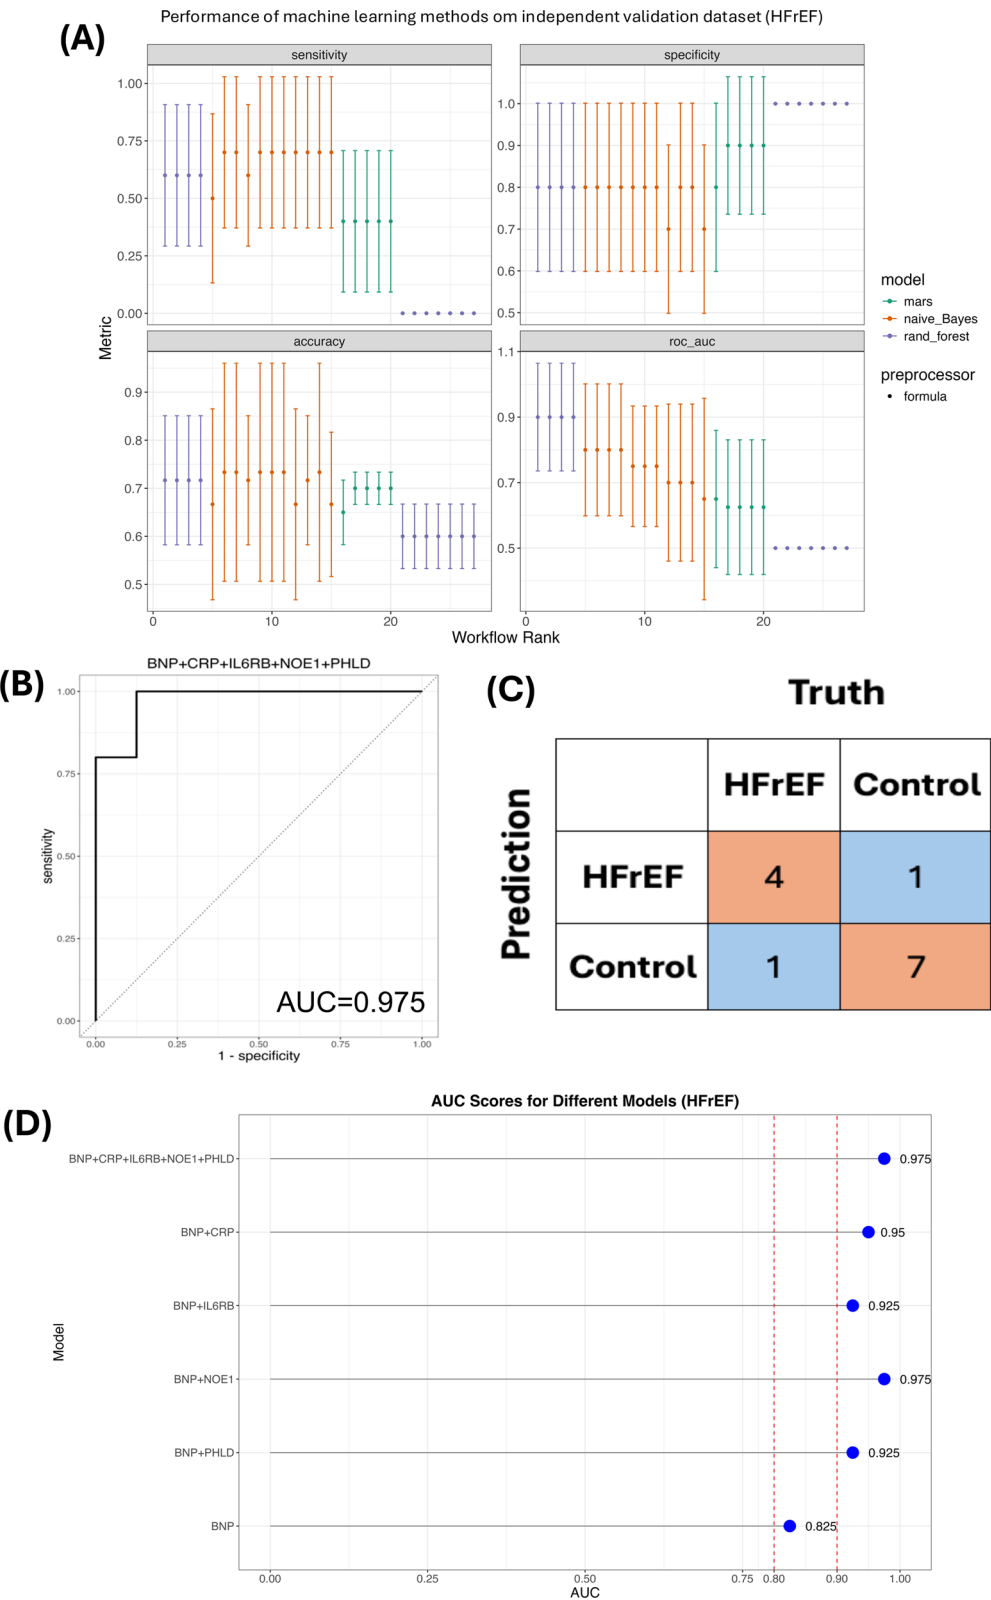 Performance of machine learning methods om independent validation dataset (HFrEF)
(A)
sensitivity
specificity
1.00
0.75
0.50
0.25
0.00
1.0
0.9
0.8
0.7
0.6
0.5
Metric
accuracy
roc_auc
0.9
0.8
0.7
0.6
0.5
1.1
0.9
0.7
0.5
0 10 20
0 10 20
Workflow Rank
model
mars
naive_Bayes
rand_forest
preprocessor
formula
(B)
BNP+CRP+IL6RB+NOE1+PHLD
sensitivity
1.00
0.75
0.50
0.25
0.00
AUC=0.975
0.00 0.25 0.50 0.75 1.00
1 - specificity
(C)
Truth
Prediction
HFrEF Control
HFrEF 4 1
Control 1 7
(D)
AUC Scores for Different Models (HFrEF)
Model
BNP+CRP+IL6RB+NOE1+PHLD 0.975
BNP+CRP 0.95
BNP+IL6RB 0.925
BNP+NOE1 0.975
BNP+PHLD 0.925
BNP 0.825
0.00 0.25 0.50 0.75 0.80 0.90 1.00
AUC